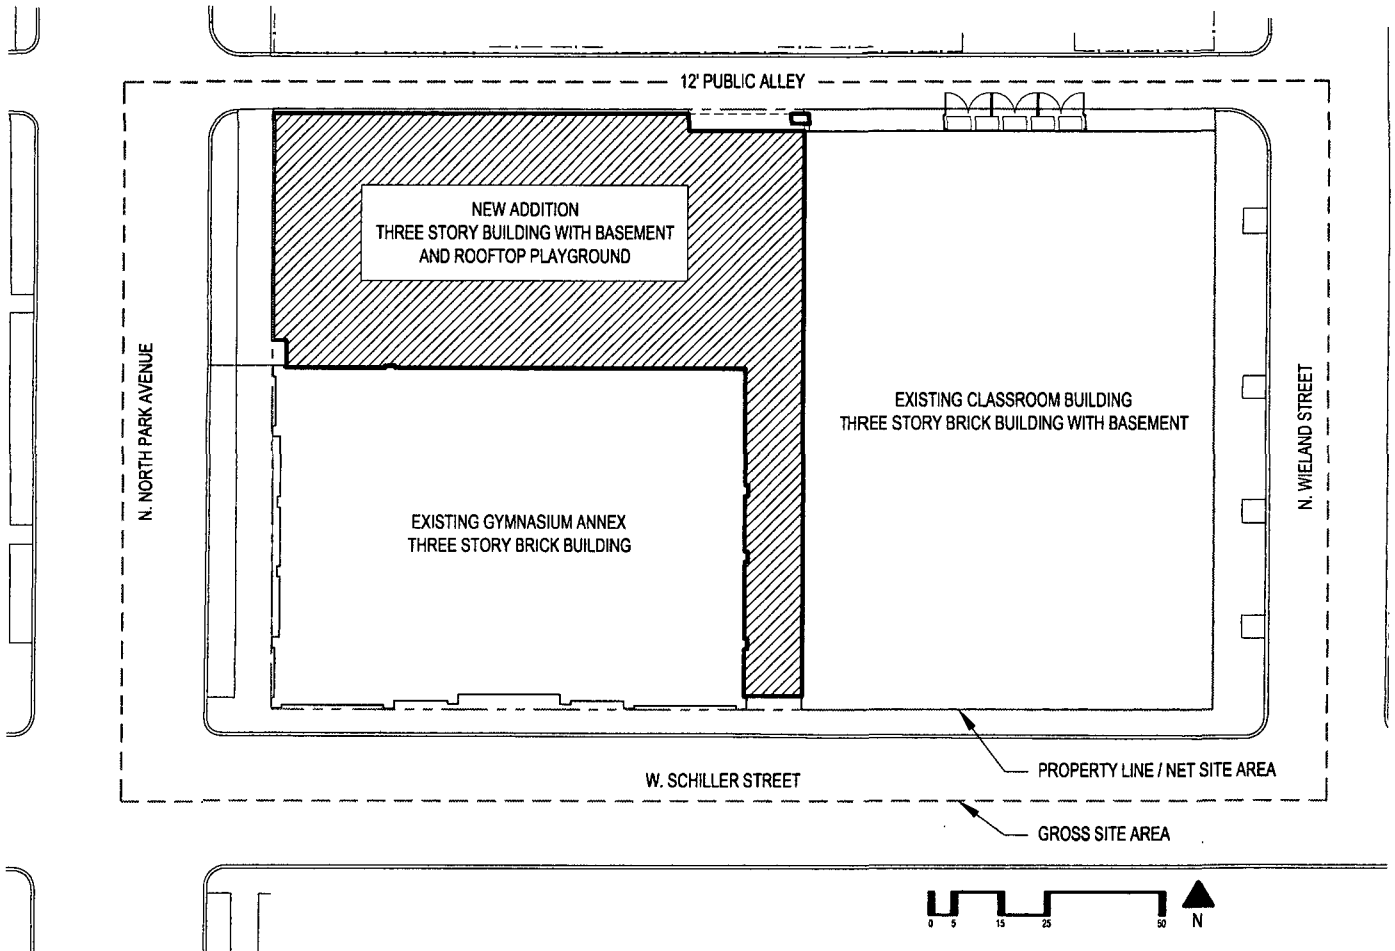 12' PUBLIC ALLEY
NEW ADDITION
THREE STORY BUILDING WITH BASEMENT
AND ROOFTOP PLAYGROUND
N. NORTH PARK AVENUE
EXISTING CLASSROOM BUILDING
THREE STORY BRICK BUILDING WITH BASEMENT
N. WIELAND STREET
EXISTING GYMNASIUM ANNEX
THREE STORY BRICK BUILDING
W. SCHILLER STREET
PROPERTY LINE / NET SITE AREA
GROSS SITE AREA
0 5 15 25 50
N